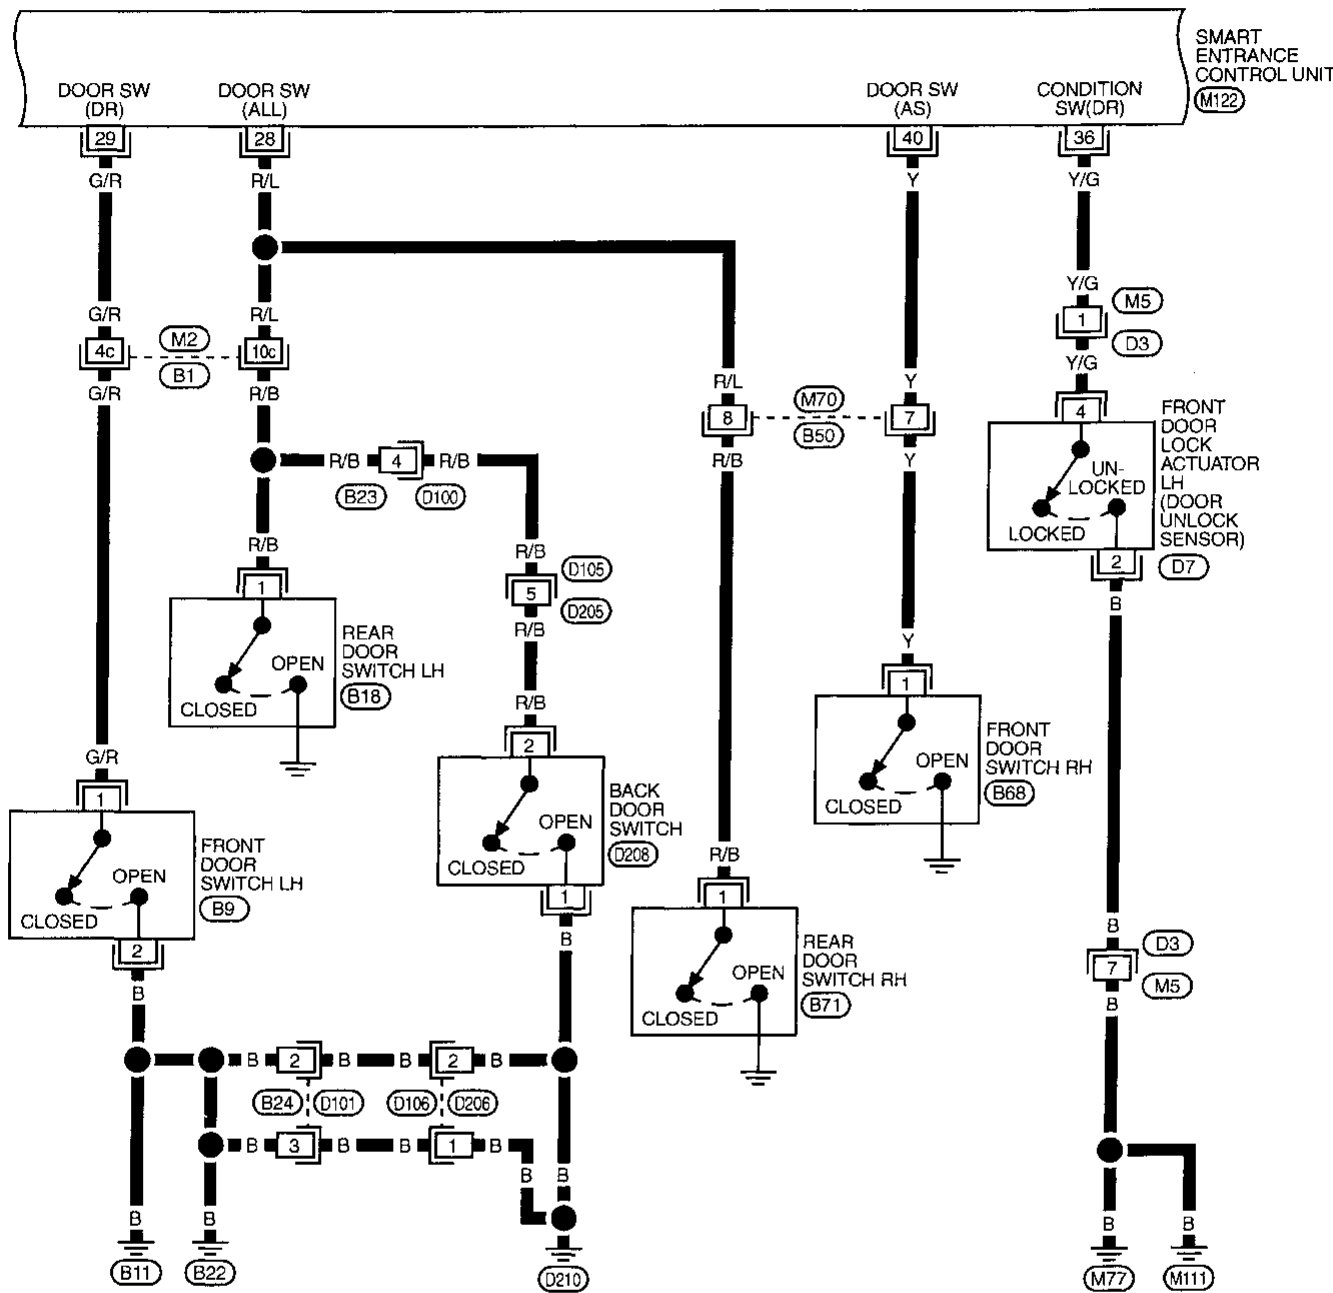 SMART
ENTRANCE
CONTROL UNIT
M122
DOOR SW
(DR)
DOOR SW
(ALL)
DOOR SW
(AS)
CONDITION
SW(DR)
29
28
40
36
G/R
R/L
Y
Y/G
G/R
R/L
Y/G
M5
1
D3
4c
M2
B1
10c
G/R
R/B
Y/G
R/L
Y
4
8
M70
B50
7
R/B
Y
FRONT
DOOR
LOCK
ACTUATOR
LH
(DOOR
UNLOCK
SENSOR)
UN-
LOCKED
LOCKED
2
D7
B
R/B
4
R/B
B23
D100
R/B
R/B
D105
5
D205
R/B
1
REAR
DOOR
SWITCH LH
B18
OPEN
CLOSED
R/B
2
Y
1
FRONT
DOOR
SWITCH RH
B68
OPEN
CLOSED
G/R
1
BACK
DOOR
SWITCH
D208
OPEN
CLOSED
1
B
FRONT
DOOR
SWITCH LH
B9
OPEN
CLOSED
2
B
R/B
1
REAR
DOOR
SWITCH RH
B71
OPEN
CLOSED
B
D3
7
M5
B
B
2
B
B
2
B
B24
D101
D106
D206
B
3
B
B
1
B
B
B
B
B
B
B
B11
B22
D210
M77
M111